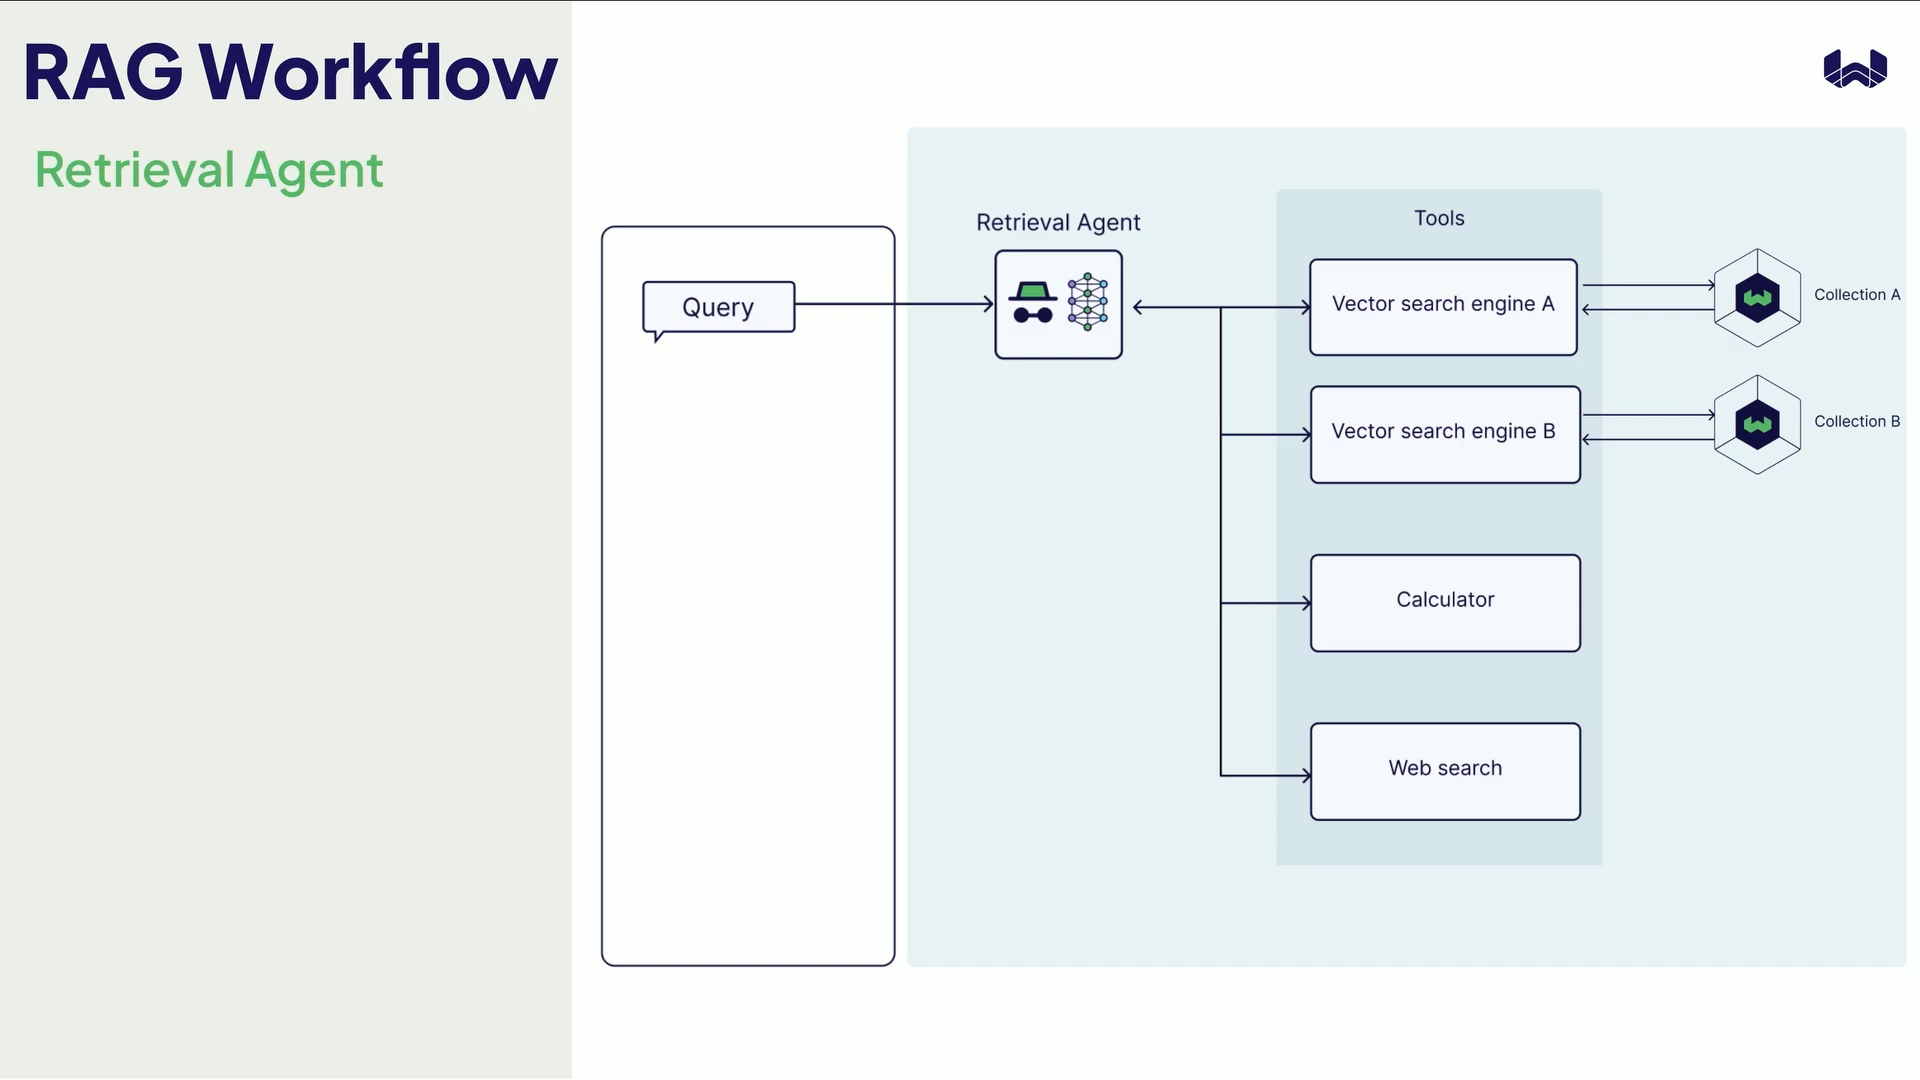 RAG Workflow
Retrieval Agent
Query
Retrieval Agent
Tools
Vector search engine A
Collection A
Vector search engine B
Collection B
Calculator
Web search